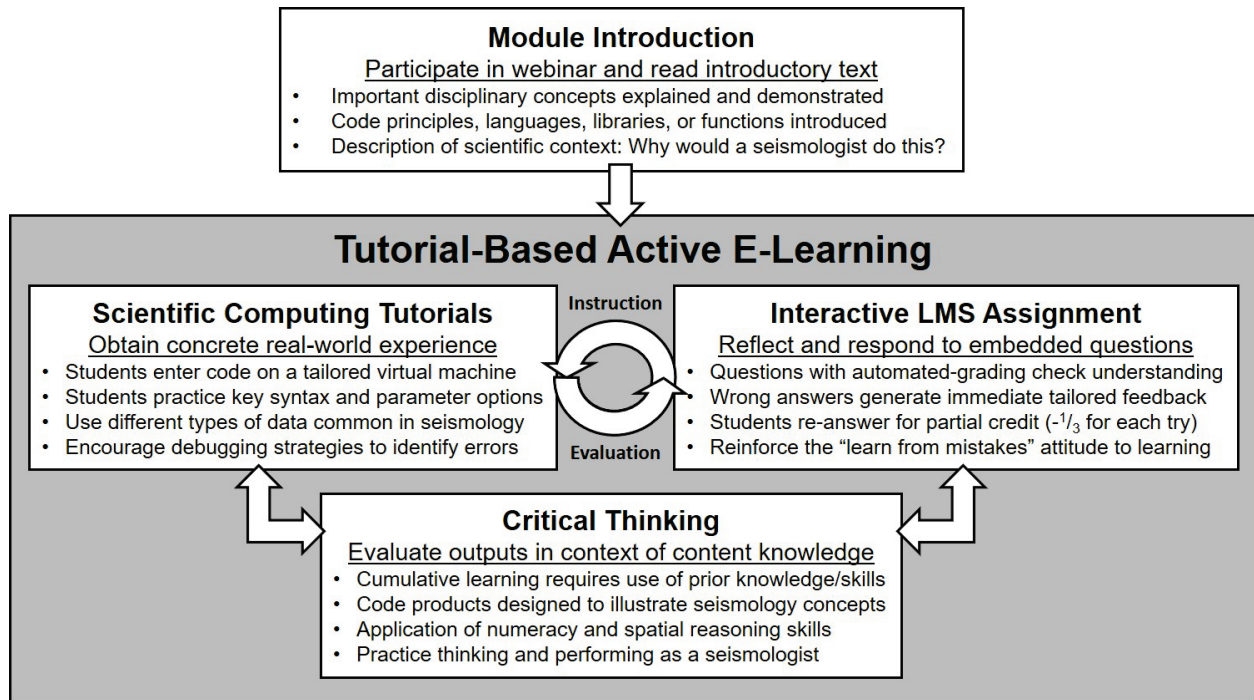 Module Introduction
Participate in webinar and read introductory text
• Important disciplinary concepts explained and demonstrated
• Code principles, languages, libraries, or functions introduced
• Description of scientific context: Why would a seismologist do this?
Tutorial-Based Active E-Learning
Scientific Computing Tutorials
Obtain concrete real-world experience
• Students enter code on a tailored virtual machine
• Students practice key syntax and parameter options
• Use different types of data common in seismology
• Encourage debugging strategies to identify errors
Instruction
Evaluation
Interactive LMS Assignment
Reflect and respond to embedded questions
• Questions with automated-grading check understanding
• Wrong answers generate immediate tailored feedback
• Students re-answer for partial credit (-1/3 for each try)
• Reinforce the “learn from mistakes” attitude to learning
Critical Thinking
Evaluate outputs in context of content knowledge
• Cumulative learning requires use of prior knowledge/skills
• Code products designed to illustrate seismology concepts
• Application of numeracy and spatial reasoning skills
• Practice thinking and performing as a seismologist